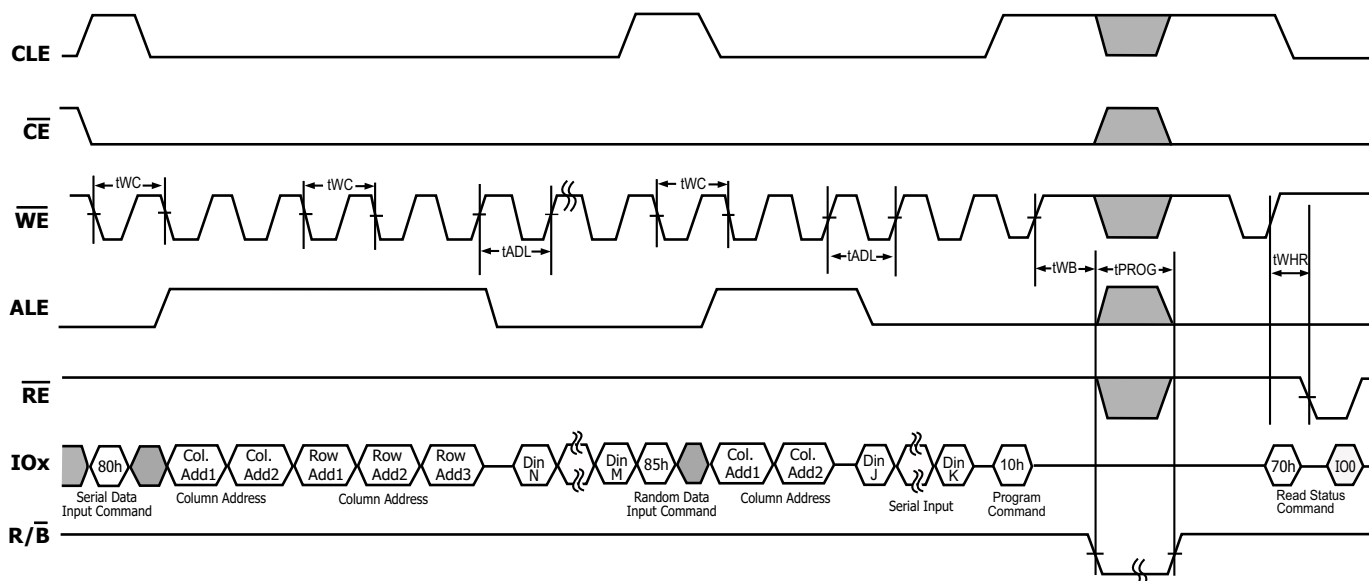 CLE
CE
tWC
tWC
tWC
WE
tADL
tADL
tWB
tPROG
tWHR
ALE
RE
IOx
80h
Col. Add1
Col. Add2
Row Add1
Row Add2
Row Add3
Din N
Din M
85h
Col. Add1
Col. Add2
Din J
Din K
10h
70h
IO0
Serial Data
Input Command
Column Address
Column Address
Random Data
Input Command
Column Address
Serial Input
Program
Command
Read Status
Command
R/B